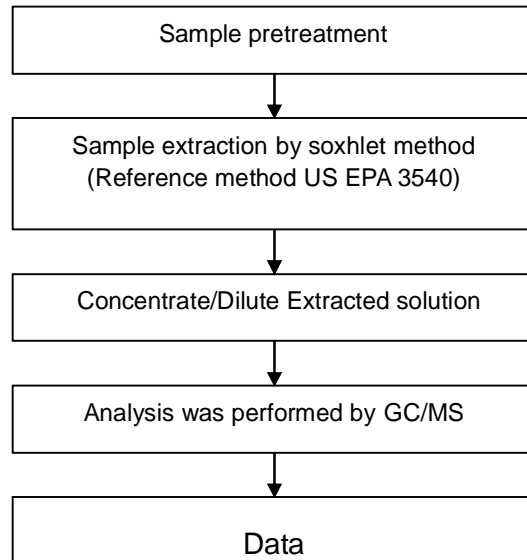 Sample pretreatment
Sample extraction by soxhlet method
(Reference method US EPA 3540)
Concentrate/Dilute Extracted solution
Analysis was performed by GC/MS
Data